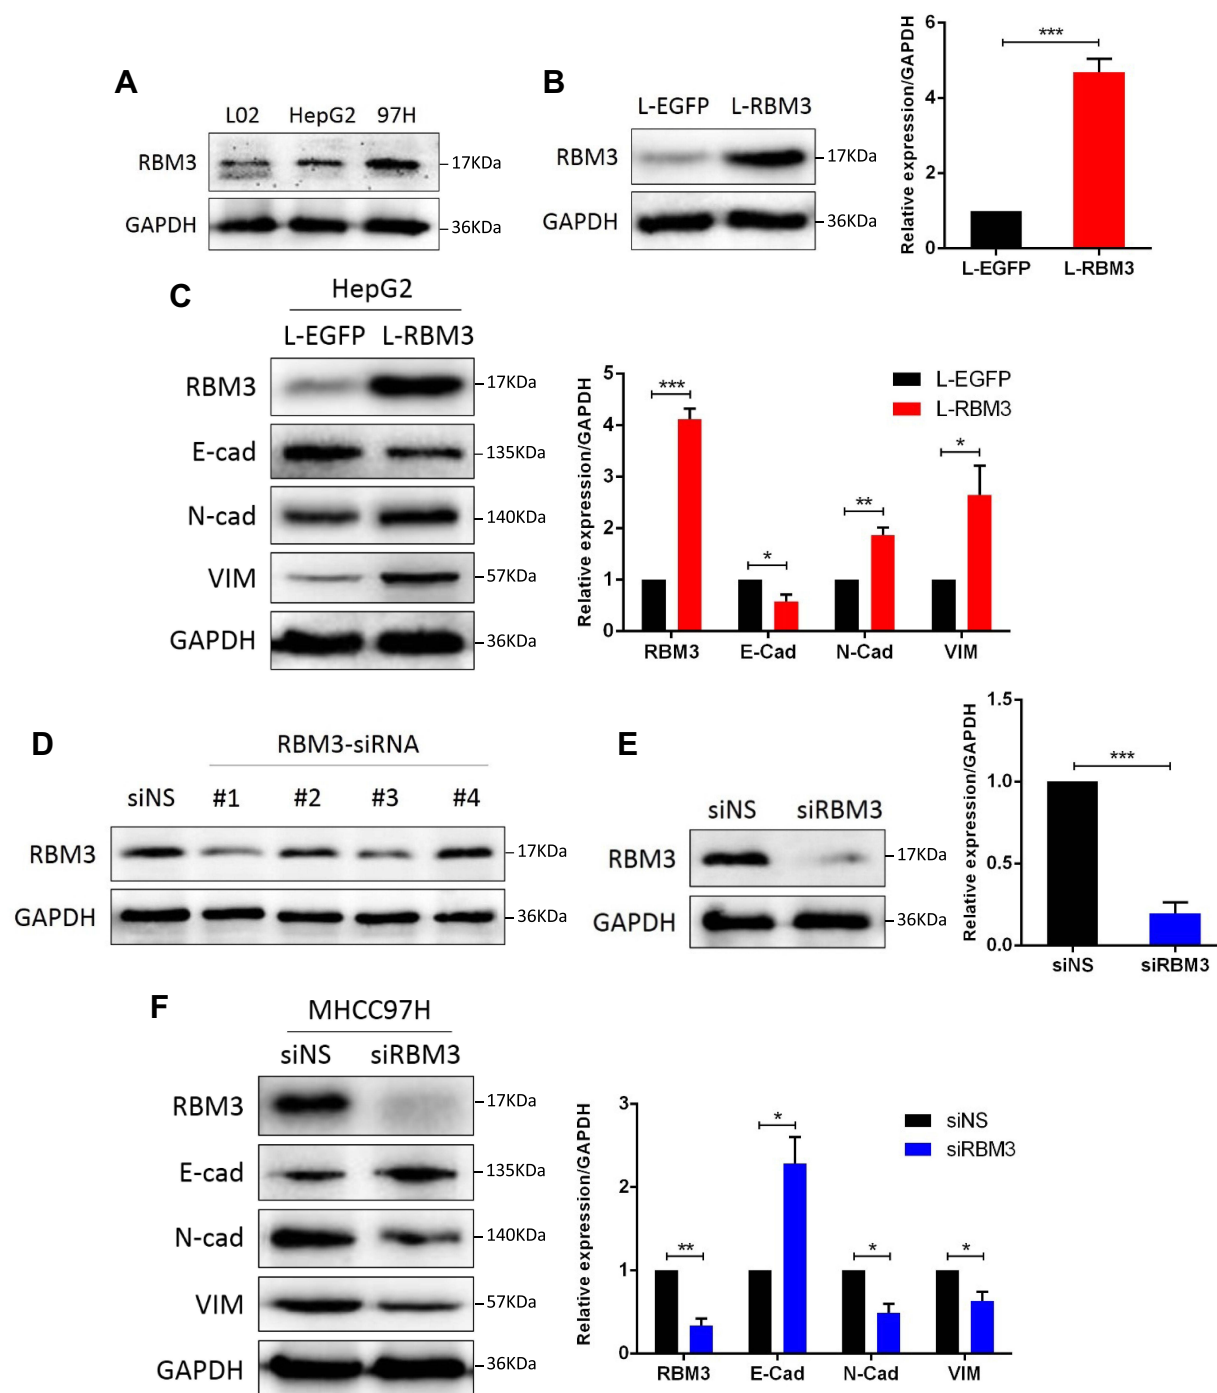 A
L02 HepG2 97H
RBM3 17KDa
GAPDH 36KDa
B
L-EGFP L-RBM3
RBM3 17KDa
GAPDH 36KDa
Relative expression/GAPDH
6
4
2
0
***
L-EGFP L-RBM3
C
HepG2
L-EGFP L-RBM3
RBM3 17KDa
E-cad 135KDa
N-cad 140KDa
VIM 57KDa
GAPDH 36KDa
Relative expression/GAPDH
5
4
3
2
1
0
***
*
**
*
L-EGFP
L-RBM3
RBM3 E-Cad N-Cad VIM
D
RBM3-siRNA
siNS #1 #2 #3 #4
RBM3 17KDa
GAPDH 36KDa
E
siNS siRBM3
RBM3 17KDa
GAPDH 36KDa
Relative expression/GAPDH
1.5
1.0
0.5
0.0
***
siNS siRBM3
F
MHCC97H
siNS siRBM3
RBM3 17KDa
E-cad 135KDa
N-cad 140KDa
VIM 57KDa
GAPDH 36KDa
Relative expression/GAPDH
3
2
1
0
**
*
*
*
siNS
siRBM3
RBM3 E-Cad N-Cad VIM